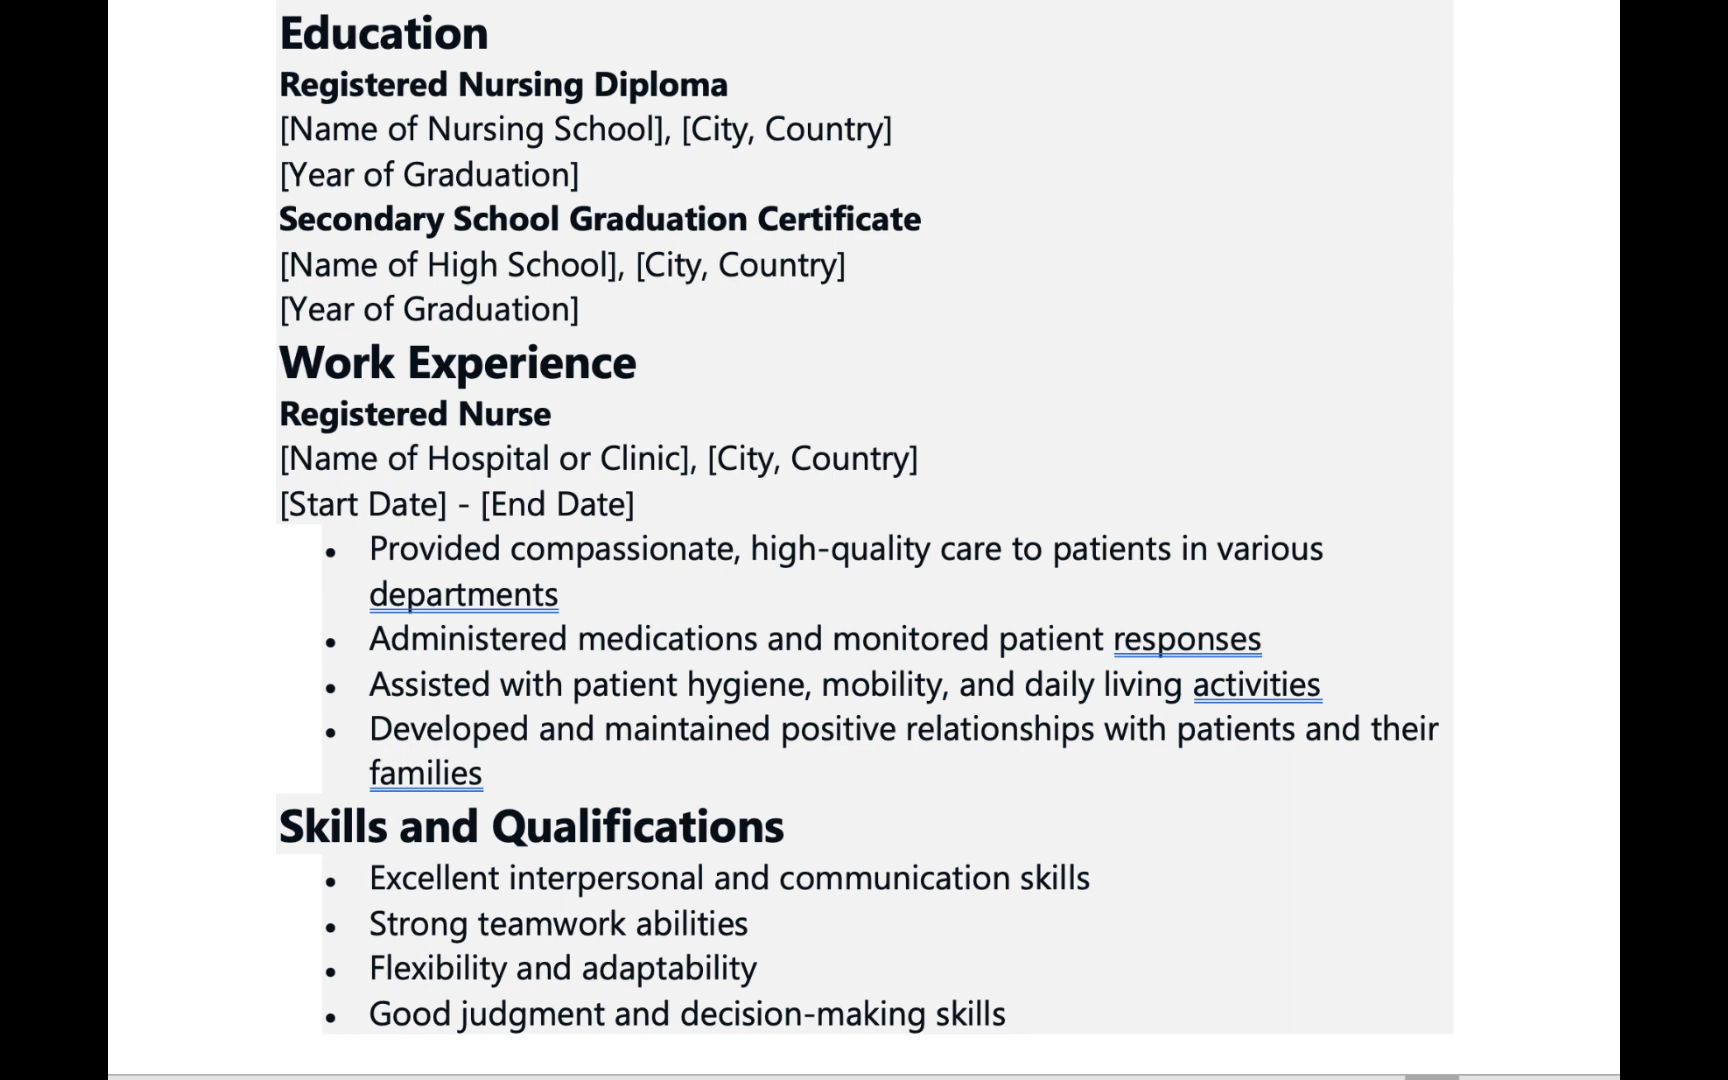 Education
Registered Nursing Diploma
[Name of Nursing School], [City, Country]
[Year of Graduation]
Secondary School Graduation Certificate
[Name of High School], [City, Country]
[Year of Graduation]
Work Experience
Registered Nurse
[Name of Hospital or Clinic], [City, Country]
[Start Date] - [End Date]
• Provided compassionate, high-quality care to patients in various
departments
• Administered medications and monitored patient responses
• Assisted with patient hygiene, mobility, and daily living activities
• Developed and maintained positive relationships with patients and their
families
Skills and Qualifications
• Excellent interpersonal and communication skills
• Strong teamwork abilities
• Flexibility and adaptability
• Good judgment and decision-making skills